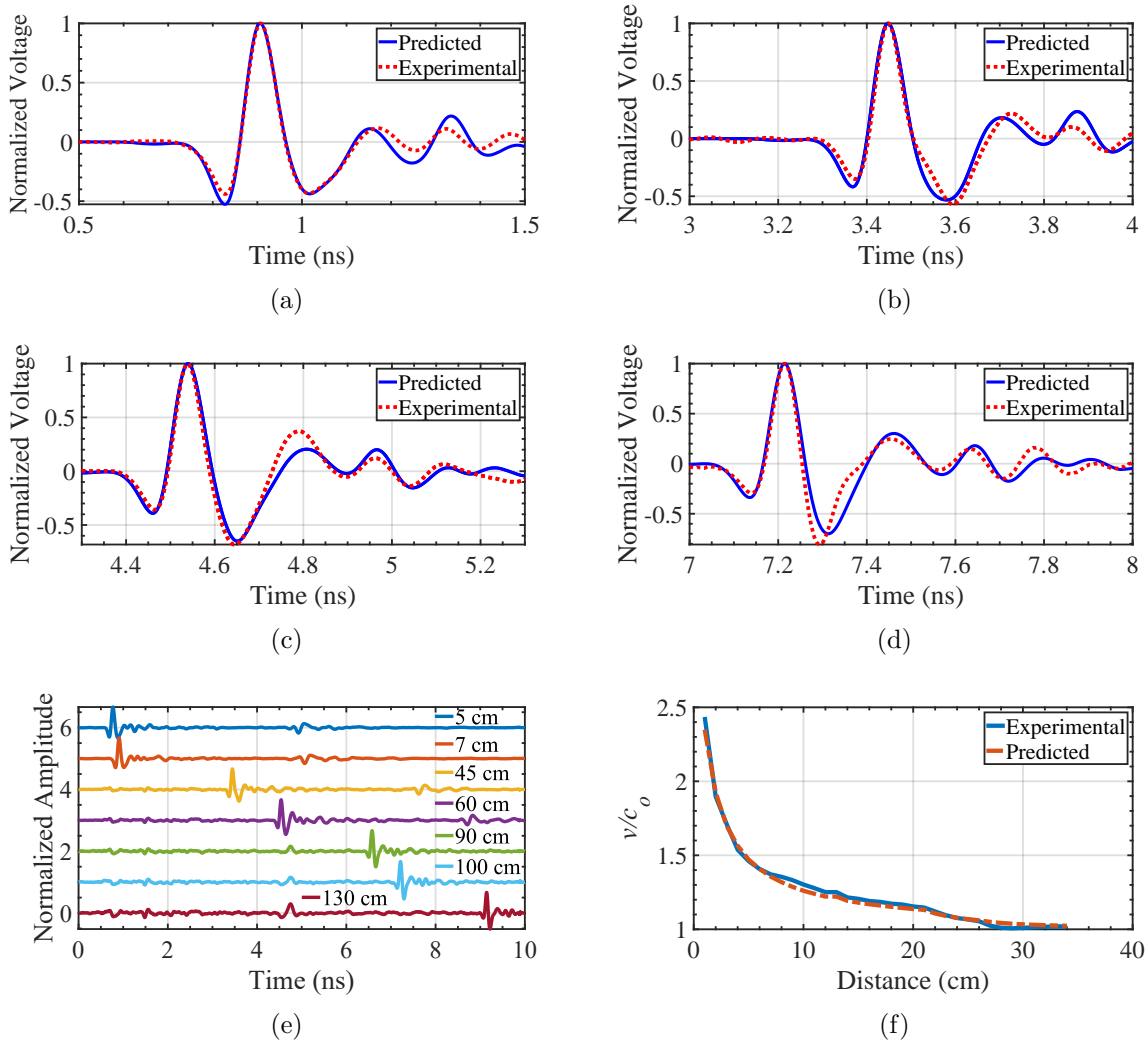 Normalized Voltage
1
0.5
0
-0.5
0.5
1
1.5
Time (ns)
Predicted
Experimental
(a)
Normalized Voltage
1
0.5
0
-0.5
3
3.2
3.4
3.6
3.8
4
Time (ns)
Predicted
Experimental
(b)
Normalized Voltage
1
0.5
0
-0.5
4.4
4.6
4.8
5
5.2
Time (ns)
Predicted
Experimental
(c)
Normalized Voltage
1
0.5
0
-0.5
7
7.2
7.4
7.6
7.8
8
Time (ns)
Predicted
Experimental
(d)
Normalized Amplitude
6
4
2
0
0
2
4
6
8
10
Time (ns)
5 cm
7 cm
45 cm
60 cm
90 cm
100 cm
130 cm
(e)
v/c_o
2.5
2
1.5
1
0
10
20
30
40
Distance (cm)
Experimental
Predicted
(f)